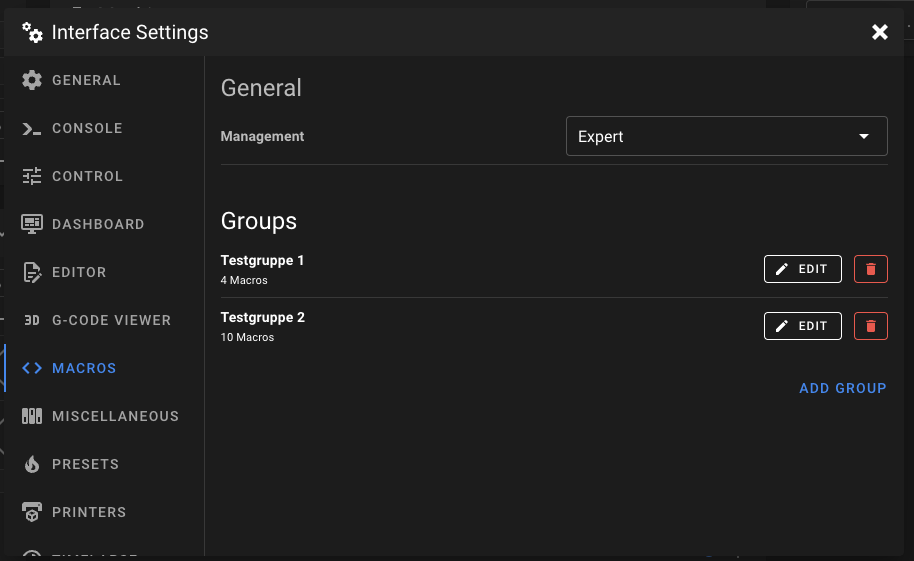 Interface Settings
GENERAL
CONSOLE
CONTROL
DASHBOARD
EDITOR
3D G-CODE VIEWER
MACROS
MISCELLANEOUS
PRESETS
PRINTERS
General
Management
Expert
Groups
Testgruppe 1
4 Macros
EDIT
Testgruppe 2
10 Macros
EDIT
ADD GROUP